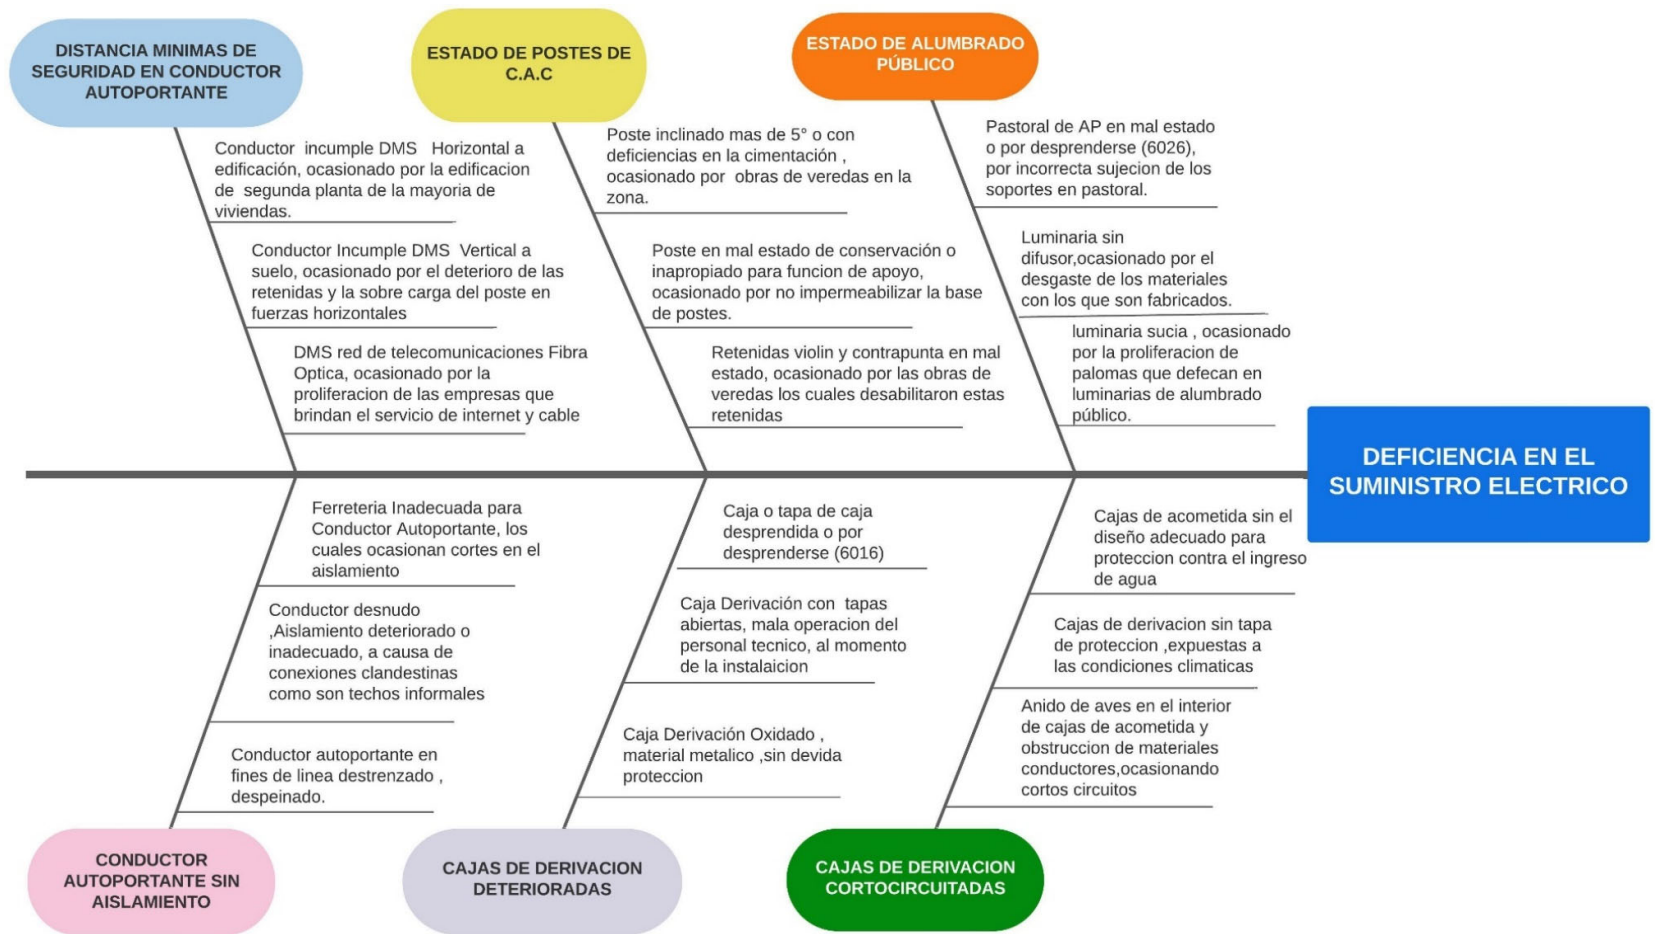 DISTANCIA MINIMAS DE
SEGURIDAD EN CONDUCTOR
AUTOPORTANTE
ESTADO DE POSTES DE
C.A.C
ESTADO DE ALUMBRADO
PÚBLICO
Conductor incumple DMS Horizontal a
edificación, ocasionado por la edificacion
de segunda planta de la mayoria de
viviendas.
Conductor Incumple DMS Vertical a
suelo, ocasionado por el deterioro de las
retenidas y la sobre carga del poste en
fuerzas horizontales
DMS red de telecomunicaciones Fibra
Optica, ocasionado por la
proliferacion de las empresas que
brindan el servicio de internet y cable
Poste inclinado mas de 5° o con
deficiencias en la cimentación ,
ocasionado por obras de veredas en la
zona.
Poste en mal estado de conservación o
inapropiado para funcion de apoyo,
ocasionado por no impermeabilizar la base
de postes.
Retenidas violin y contrapunta en mal
estado, ocasionado por las obras de
veredas los cuales desabilitaron estas
retenidas
Pastoral de AP en mal estado
o por desprenderse (6026),
por incorrecta sujecion de los
soportes en pastoral.
Luminaria sin
difusor,ocasionado por el
desgaste de los materiales
con los que son fabricados.
luminaria sucia , ocasionado
por la proliferacion de
palomas que defecan en
luminarias de alumbrado
público.
DEFICIENCIA EN EL
SUMINISTRO ELECTRICO
Ferreteria Inadecuada para
Conductor Autoportante, los
cuales ocasionan cortes en el
aislamiento
Conductor desnudo
,Aislamiento deteriorado o
inadecuado, a causa de
conexiones clandestinas
como son techos informales
Conductor autoportante en
fines de linea destrenzado ,
despeinado.
Caja o tapa de caja
desprendida o por
desprenderse (6016)
Caja Derivación con tapas
abiertas, mala operacion del
personal tecnico, al momento
de la instalaicion
Caja Derivación Oxidado ,
material metalico ,sin devida
proteccion
Cajas de acometida sin el
diseño adecuado para
proteccion contra el ingreso
de agua
Cajas de derivacion sin tapa
de proteccion ,expuestas a
las condiciones climaticas
Anido de aves en el interior
de cajas de acometida y
obstruccion de materiales
conductores,ocasionando
cortos circuitos
CONDUCTOR
AUTOPORTANTE SIN
AISLAMIENTO
CAJAS DE DERIVACION
DETERIORADAS
CAJAS DE DERIVACION
CORTOCIRCUITADAS